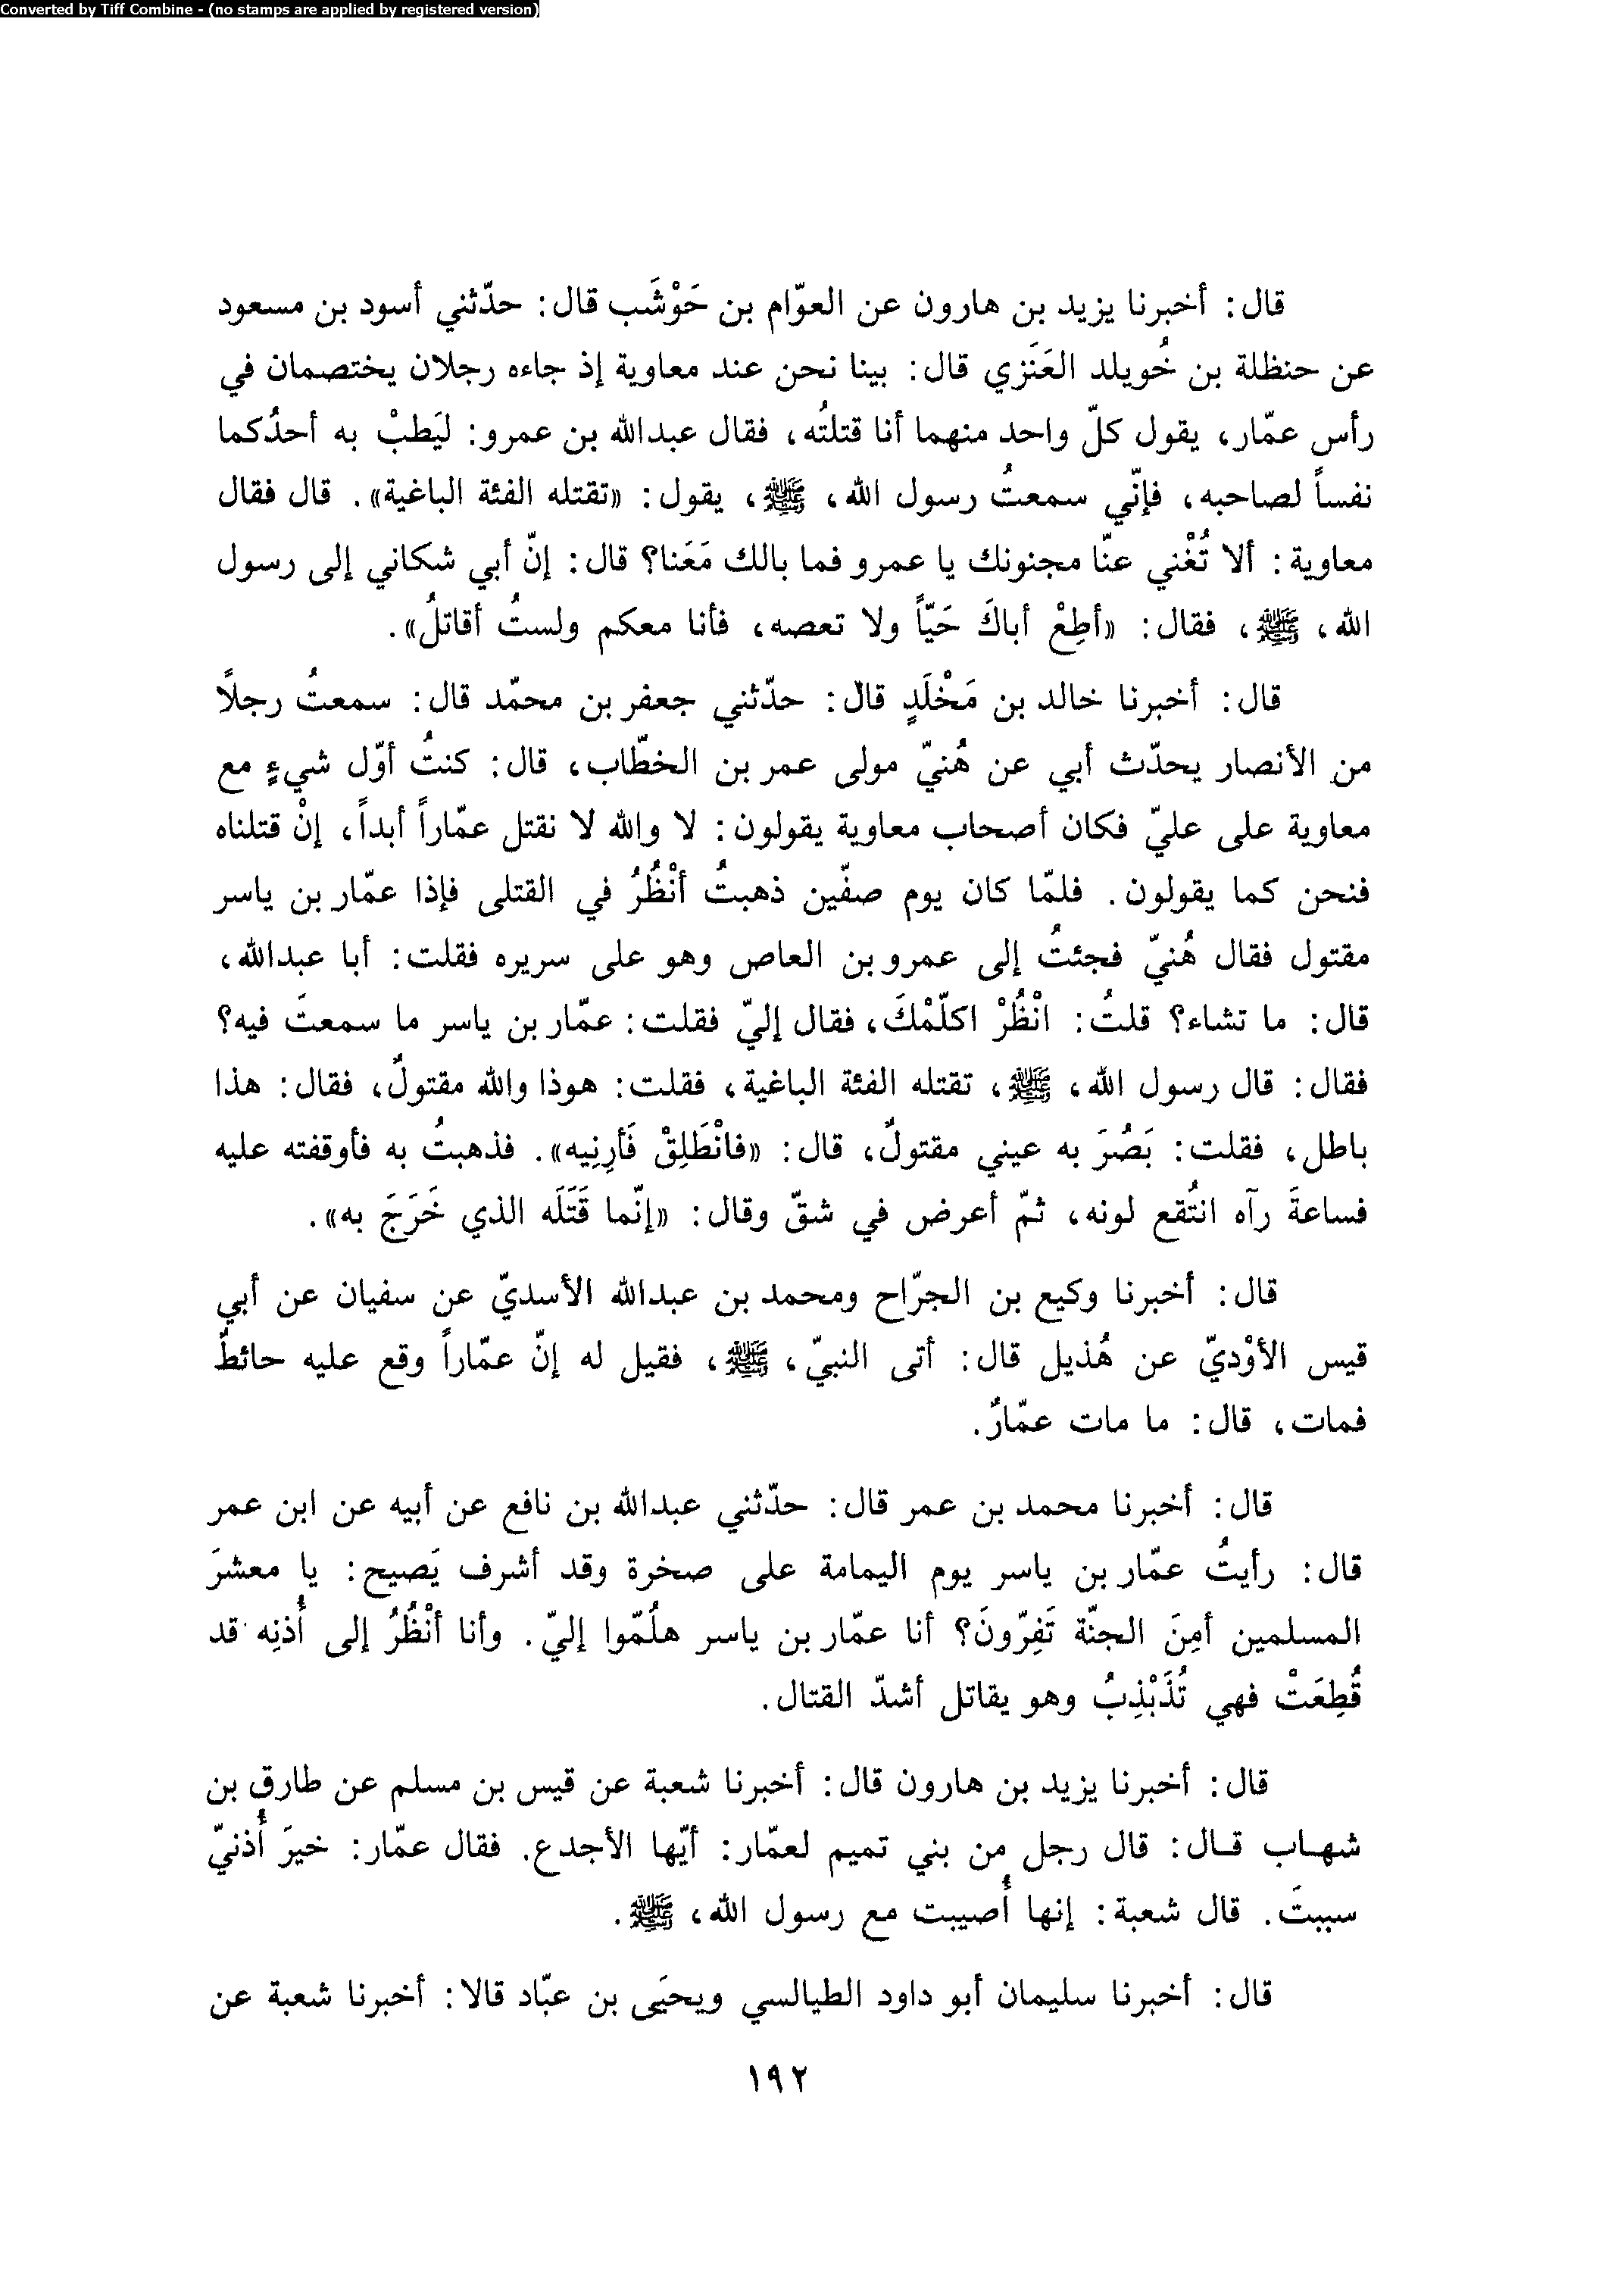 Converted by Tiff Combine - (no stamps are applied by registered version)
قال: أخبرنا يزيد بن هارون عن العوّام بن حَوْشَب قال: حدّثني أسود بن مسعود
عن حنظلة بن خُويلد العَنَزي قال: بينا نحن عند معاوية إذ جاءه رجلان يختصمان في
رأس عمّار، يقول كلّ واحد منهما أنا قتلتُه، فقال عبدالله بن عمرو: ليَطبْ به أحدُكما
نفساً لصاحبه، فإنّي سمعتُ رسول الله، ﷺ، يقول: «تقتله الفئة الباغية». قال فقال
معاوية: ألا تُغْني عنّا مجنونك يا عمرو فما بالك مَعَنا؟ قال: إنّ أبي شكاني إلى رسول
الله، ﷺ، فقال: «أطِعْ أباكَ حَيّاً ولا تعصه، فأنا معكم ولستُ أقاتلُ».
قال: أخبرنا خالد بن مَخْلَدٍ قال: حدّثني جعفر بن محمّد قال: سمعتُ رجلًا
من الأنصار يحدّث أبي عن هُنيّ مولى عمر بن الخطّاب، قال: كنتُ أوّل شيءٍ مع
معاوية على عليّ فكان أصحاب معاوية يقولون: لا والله لا نقتل عمّاراً أبداً، إنْ قتلناه
فنحن كما يقولون. فلمّا كان يوم صفّين ذهبتُ أنْظُرُ في القتلى فإذا عمّار بن ياسر
مقتول فقال هُنيّ فجئتُ إلى عمرو بن العاص وهو على سريره فقلت: أبا عبدالله،
قال: ما تشاء؟ قلتُ: انْظُرْ اكلّمْكَ، فقال إليّ فقلت: عمّار بن ياسر ما سمعتَ فيه؟
فقال: قال رسول الله، ﷺ، تقتله الفئة الباغية، فقلت: هوذا والله مقتولٌ، فقال: هذا
باطل، فقلت: بَصُرَ به عيني مقتولٌ، قال: «فانْطَلِقْ فَأرِنِيه». فذهبتُ به فأوقفته عليه
فساعةَ رآه انتُقع لونه، ثمّ أعرض في شقّ وقال: «إنّما قَتَلَه الذي خَرَجَ به».
قال: أخبرنا وكيع بن الجرّاح ومحمد بن عبدالله الأسديّ عن سفيان عن أبي
قيس الأوْديّ عن هُذيل قال: أتى النبيّ، ﷺ، فقيل له إنّ عمّاراً وقع عليه حائطٌ
فمات، قال: ما مات عمّارٌ.
قال: أخبرنا محمد بن عمر قال: حدّثني عبدالله بن نافع عن أبيه عن ابن عمر
قال: رأيتُ عمّار بن ياسر يوم اليمامة على صخرة وقد أشرف يَصيح: يا معشرَ
المسلمين أمِنَ الجنّة تَفِرّونَ؟ أنا عمّار بن ياسر هلُمّوا إليّ. وأنا أنْظُرُ إلى أُذنِه قد
قُطِعَتْ فهي تُذَبْذِبُ وهو يقاتل أشدّ القتال.
قال: أخبرنا يزيد بن هارون قال: أخبرنا شعبة عن قيس بن مسلم عن طارق بن
شهاب قال: قال رجل من بني تميم لعمّار: أيّها الأجدع. فقال عمّار: خيرَ أُذنيّ
سببتَ. قال شعبة: إنها أُصيبت مع رسول الله، ﷺ.
قال: أخبرنا سليمان أبو داود الطيالسي ويحيَى بن عبّاد قالا: أخبرنا شعبة عن
١٩٢